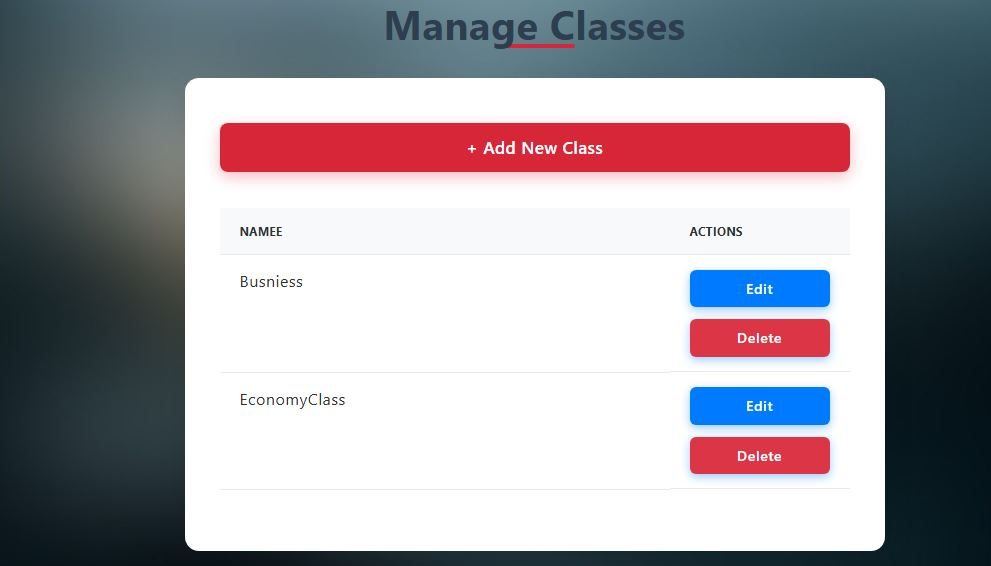 Manage Classes
+ Add New Class
NAMEE ACTIONS
Busniess Edit
Delete
EconomyClass Edit
Delete